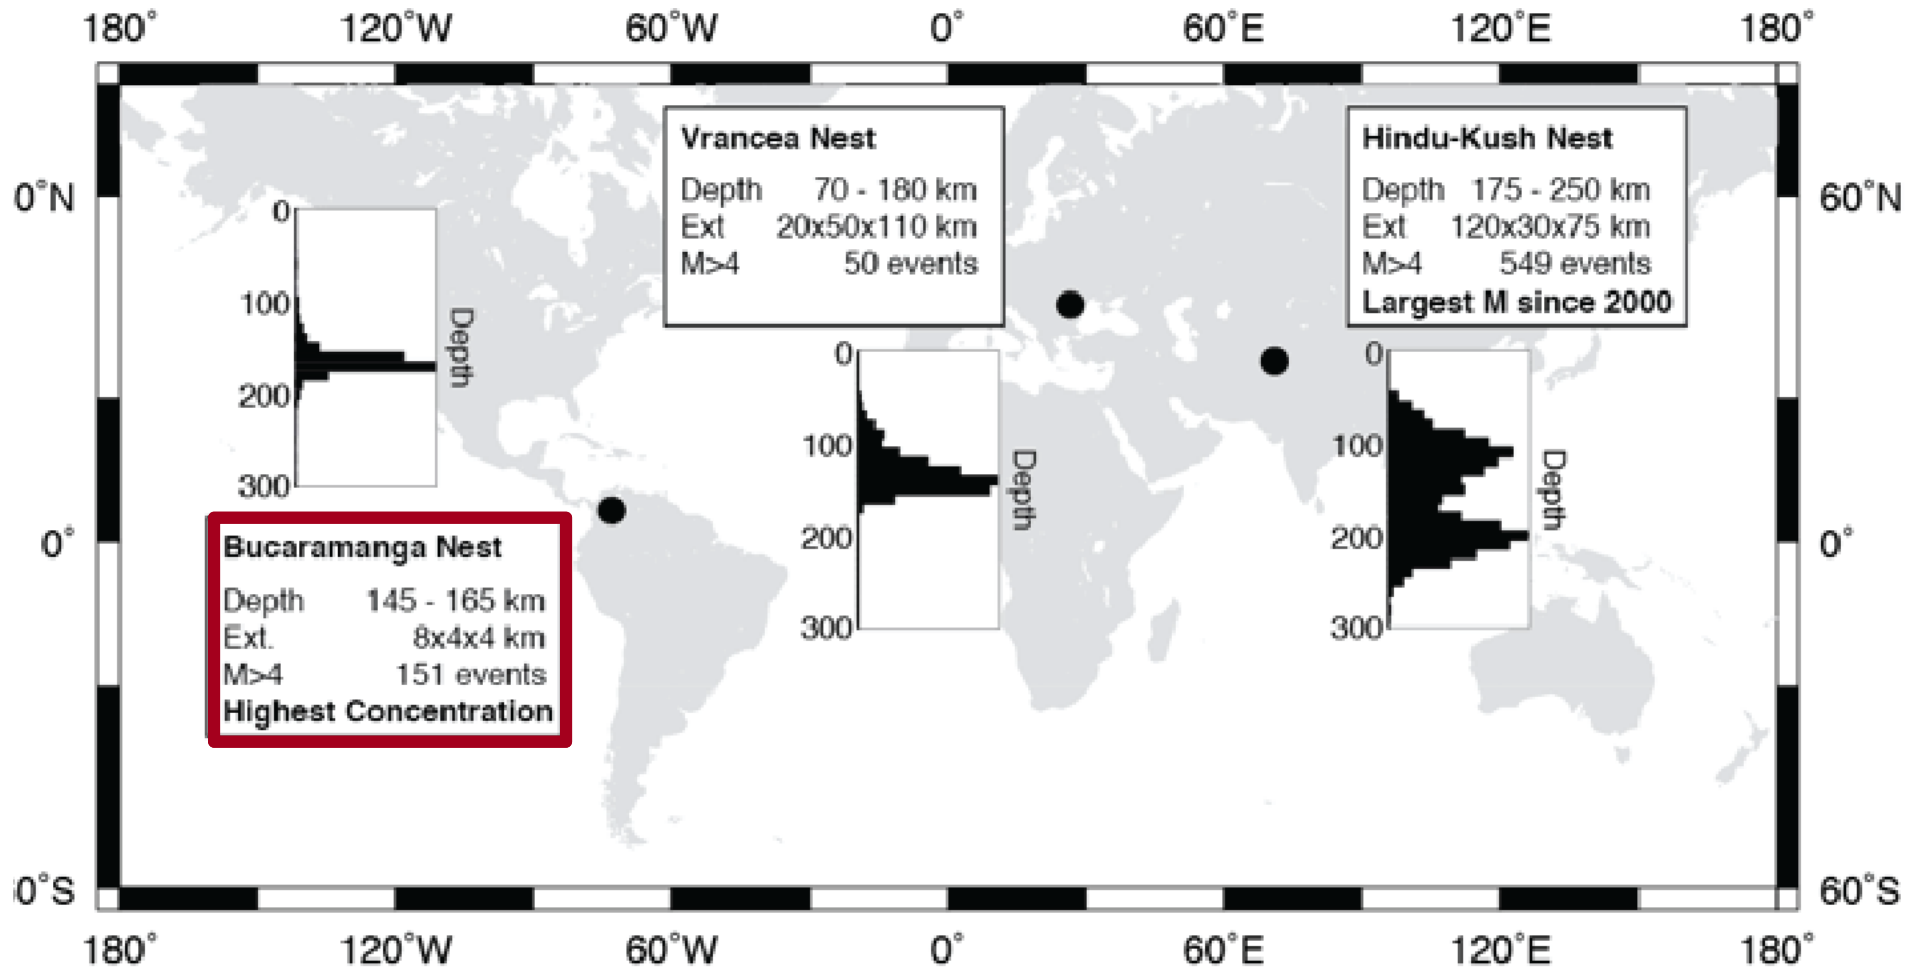 180° 120°W 60°W 0° 60°E 120°E 180°
Vrancea Nest
Depth 70 - 180 km
Ext 20x50x110 km
M>4 50 events
Hindu-Kush Nest
Depth 175 - 250 km
Ext 120x30x75 km
M>4 549 events
Largest M since 2000
0°N
60°N
0
100
200
300
Depth
0
100
200
300
Depth
0
100
200
300
Depth
0°
0°
Bucaramanga Nest
Depth 145 - 165 km
Ext. 8x4x4 km
M>4 151 events
Highest Concentration
0°S
60°S
180° 120°W 60°W 0° 60°E 120°E 180°